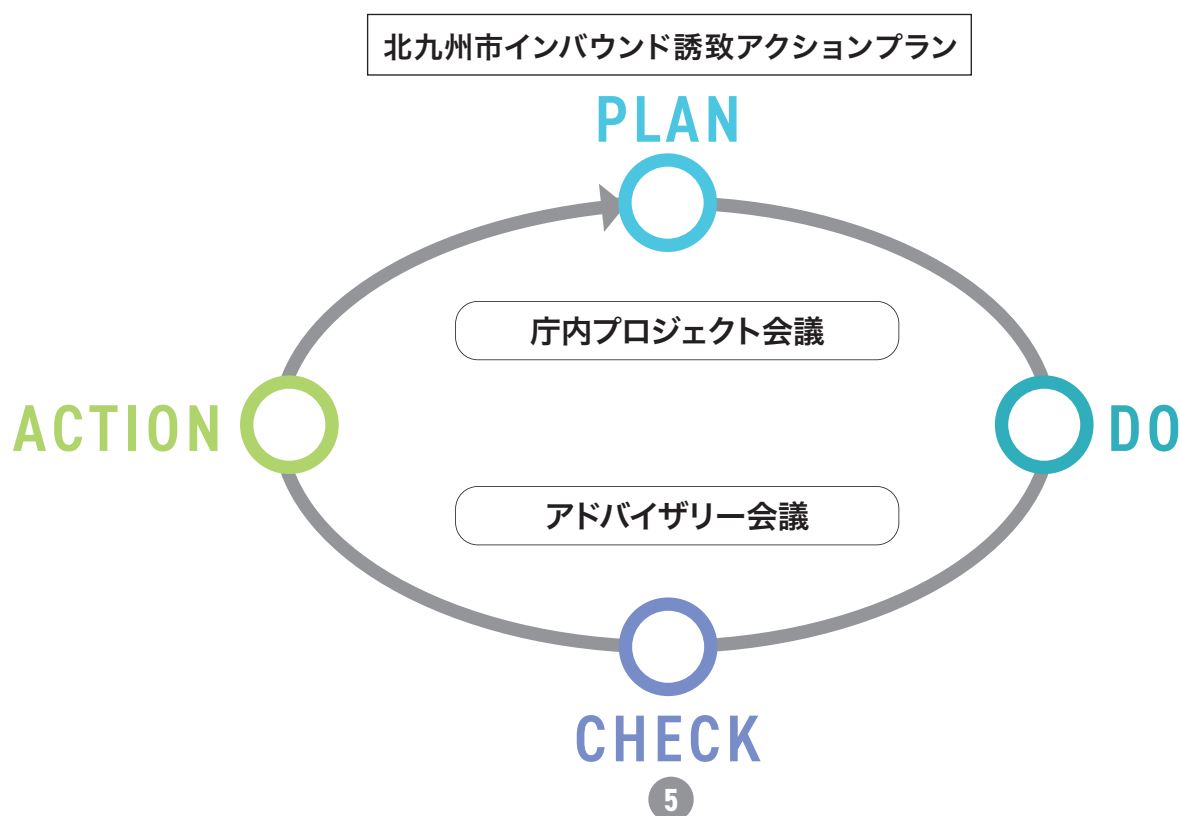 北九州市インバウンド誘致アクションプラン
PLAN
庁内プロジェクト会議
ACTION
DO
アドバイザリー会議
CHECK
5